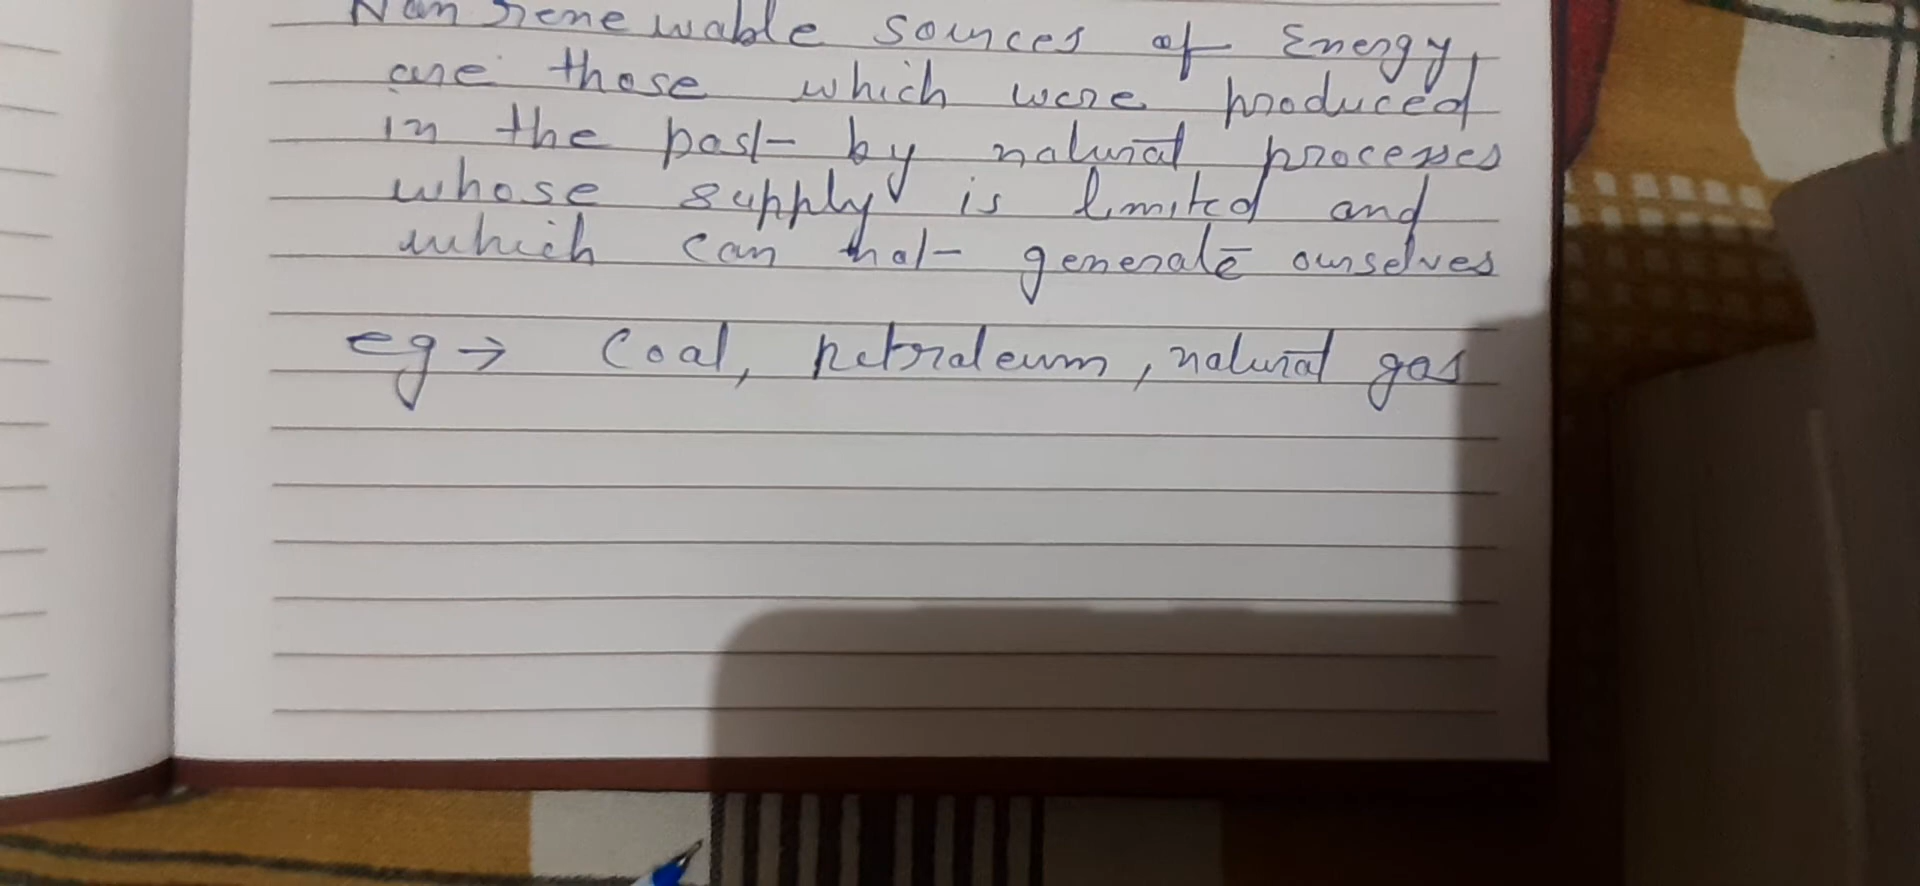 Non renewable sources of Energy,
are those which were produced
in the past by natural processes
whose supply is limited and
which can not generate ourselves
eg → Coal, petroleum, natural gas